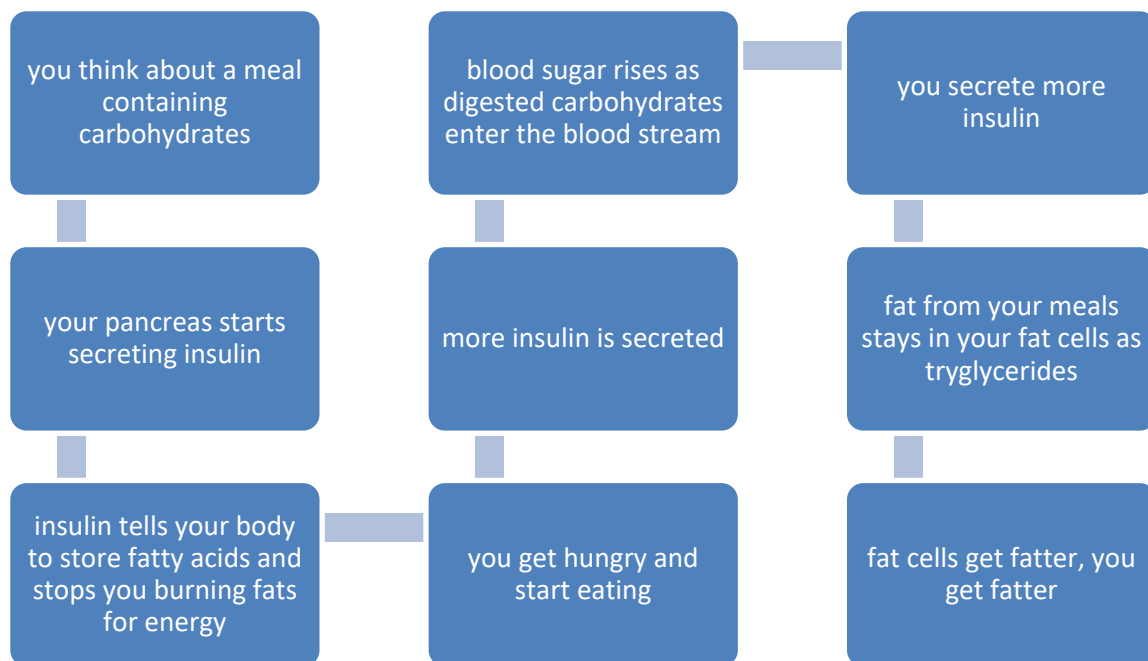 you think about a meal
containing
carbohydrates
your pancreas starts
secreting insulin
insulin tells your body
to store fatty acids and
stops you burning fats
for energy
you get hungry and
start eating
more insulin is secreted
blood sugar rises as
digested carbohydrates
enter the blood stream
you secrete more
insulin
fat from your meals
stays in your fat cells as
tryglycerides
fat cells get fatter, you
get fatter